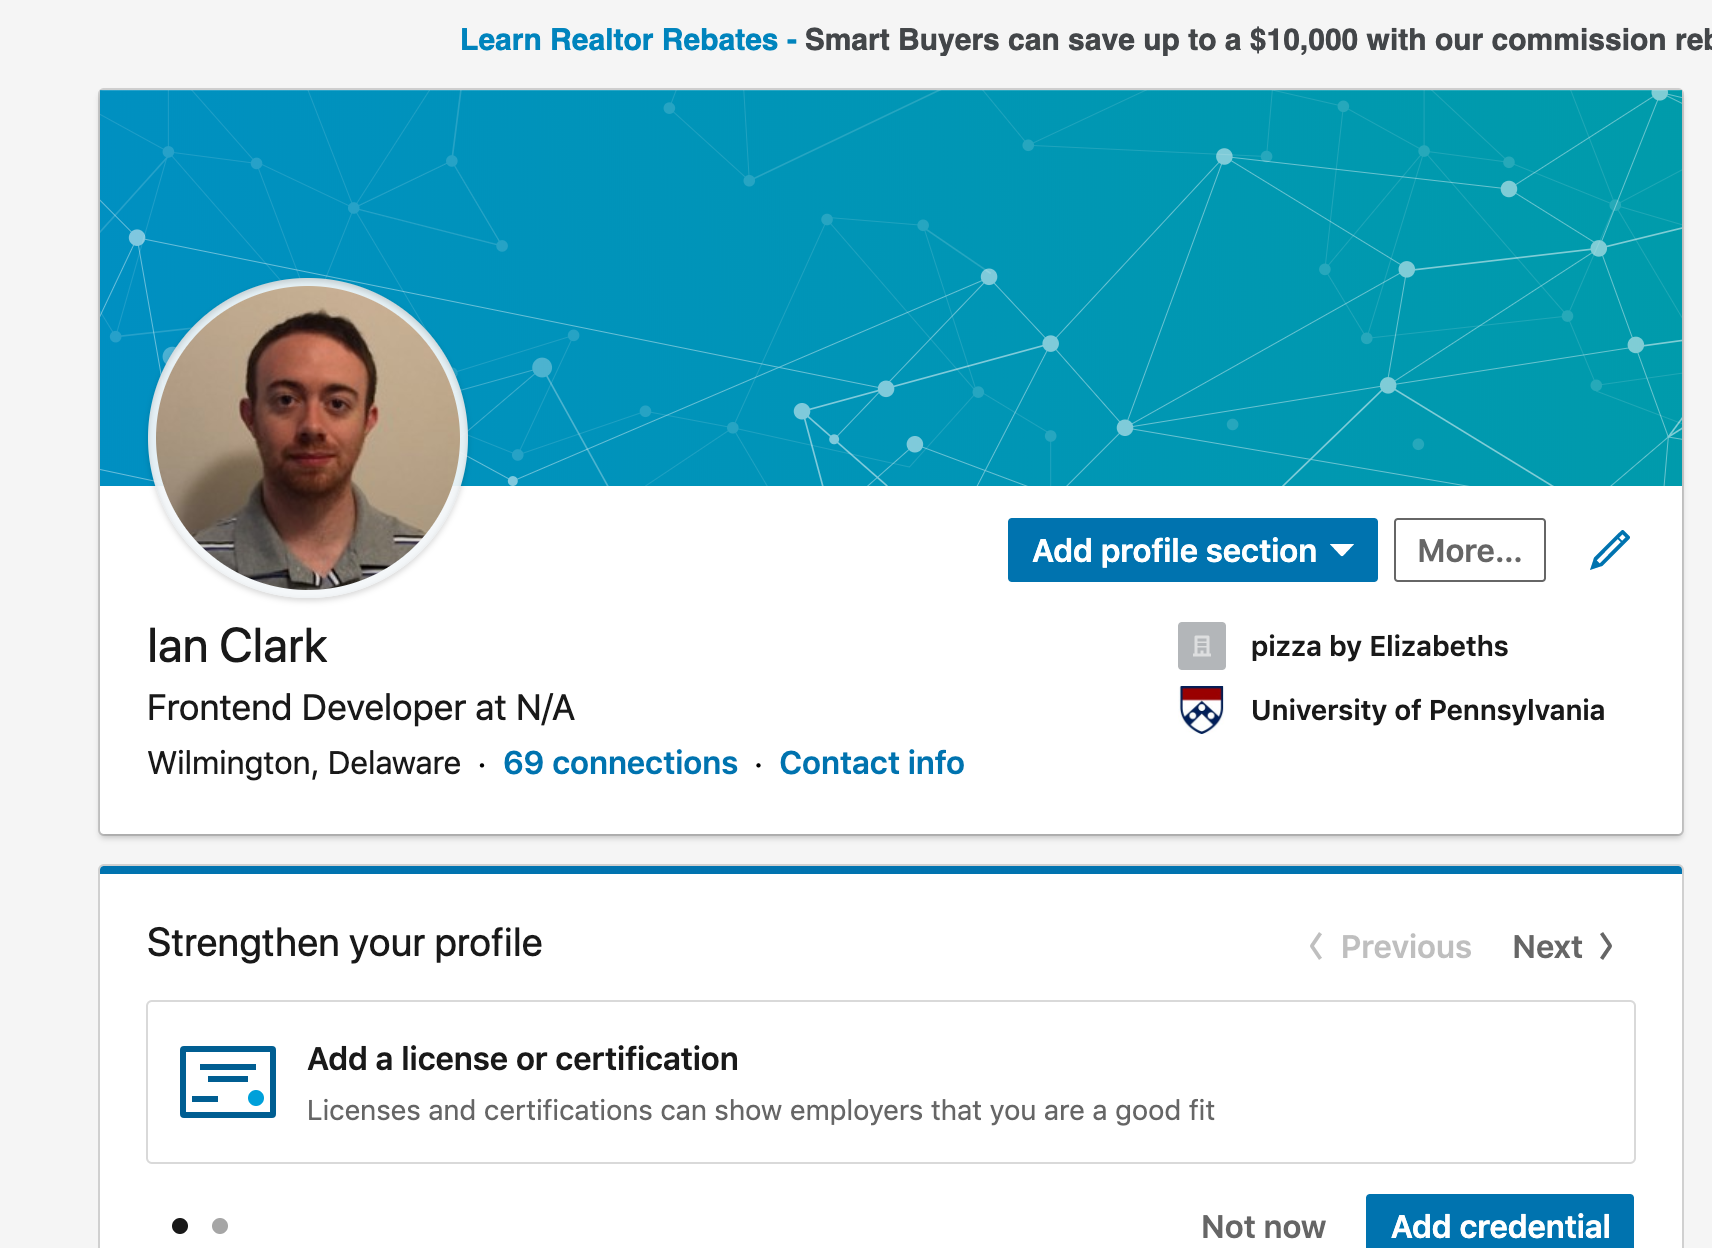 Learn Realtor Rebates - Smart Buyers can save up to a $10,000 with our commission
Add profile section
More...
Ian Clark
pizza by Elizabeths
Frontend Developer at N/A
University of Pennsylvania
Wilmington, Delaware · 69 connections · Contact info
Strengthen your profile
Previous Next
Add a license or certification
Licenses and certifications can show employers that you are a good fit
Not now
Add credential